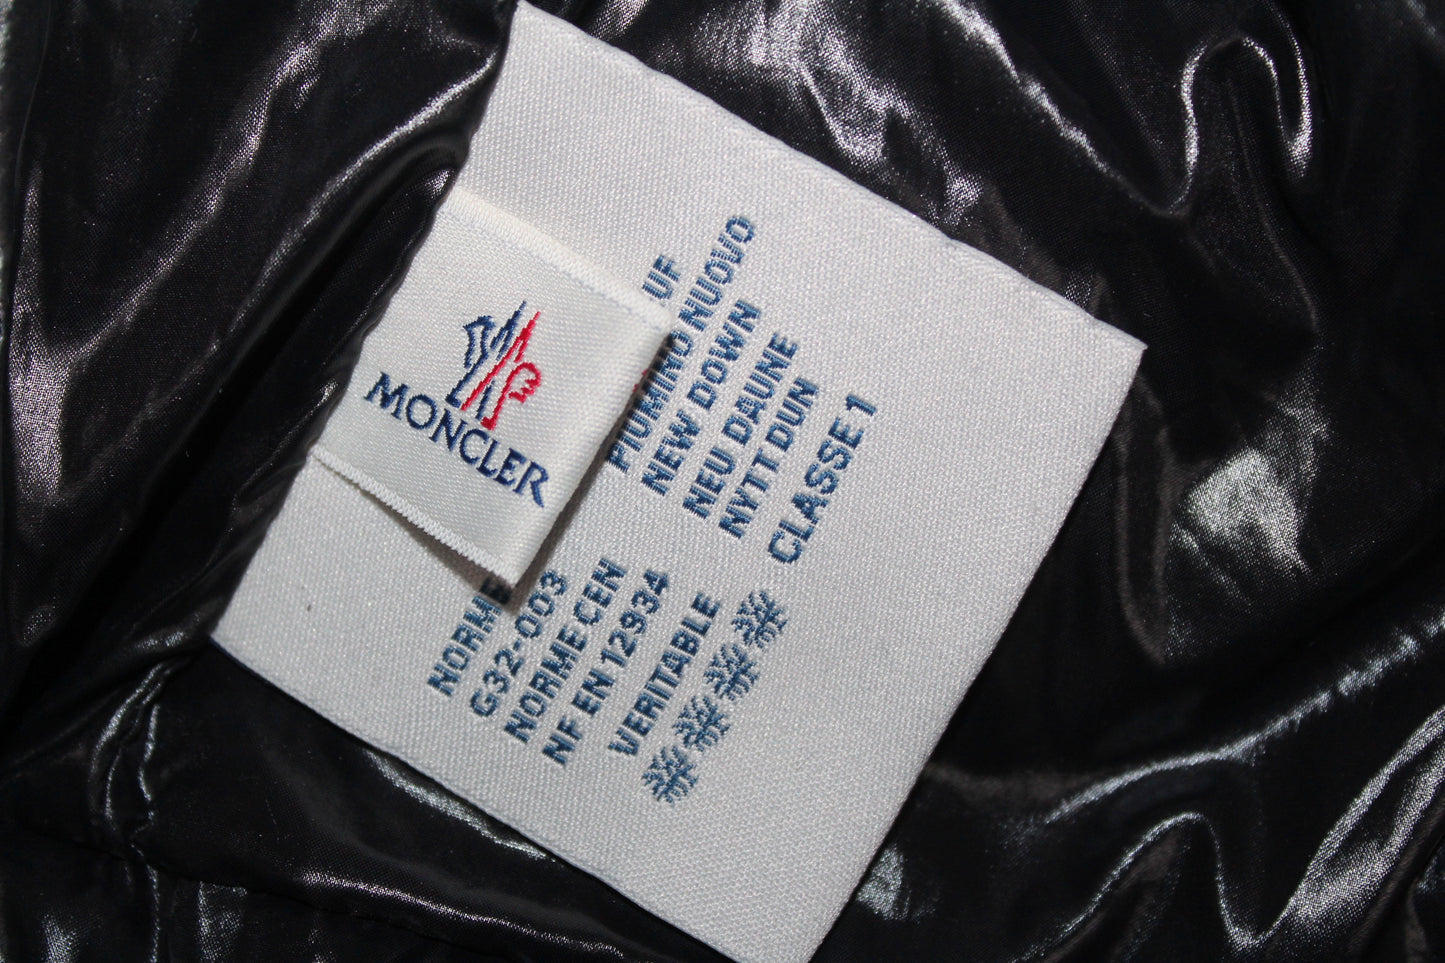 MONCLER
UF
PIUMINO NUOVO
NEW DOWN
NEU DAUNE
NYTT DUN
CLASSE 1
NORME
G32-003
NORME CEN
NF EN 12934
VERITABLE